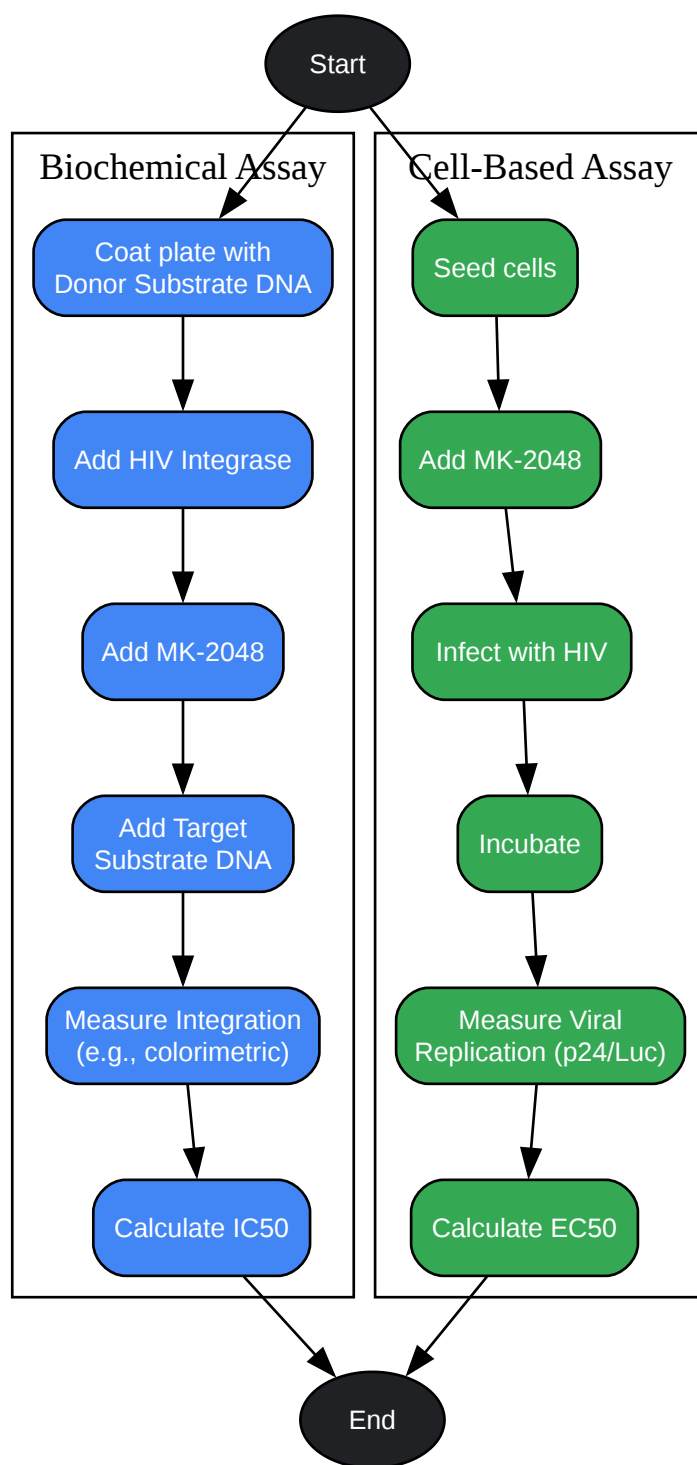 Start
Biochemical Assay
Coat plate with
Donor Substrate DNA
Add HIV Integrase
Add MK-2048
Add Target
Substrate DNA
Measure Integration
(e.g., colorimetric)
Calculate IC50
Cell-Based Assay
Seed cells
Add MK-2048
Infect with HIV
Incubate
Measure Viral
Replication (p24/Luc)
Calculate EC50
End